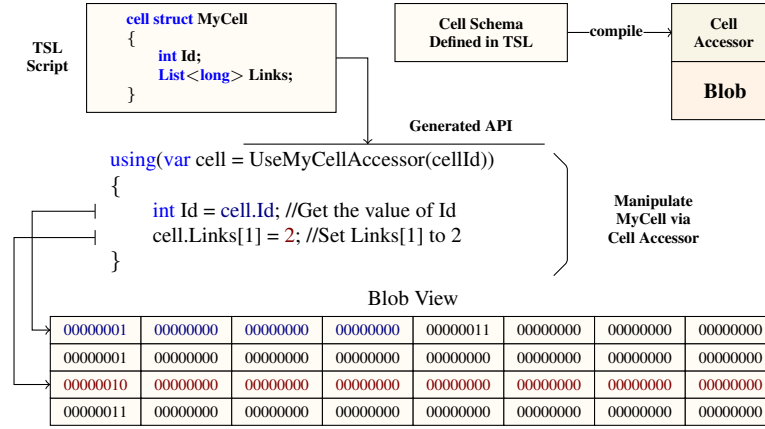 TSL
Script
cell struct MyCell
{
int Id;
List<long> Links;
}
Cell Schema
Defined in TSL
compile
Cell
Accessor
Blob
Generated API
using(var cell = UseMyCellAccessor(cellId))
{
int Id = cell.Id; //Get the value of Id
cell.Links[1] = 2; //Set Links[1] to 2
}
Manipulate
MyCell via
Cell Accessor
Blob View
00000001 00000000 00000000 00000000 00000011 00000000 00000000 00000000
00000001 00000000 00000000 00000000 00000000 00000000 00000000 00000000
00000010 00000000 00000000 00000000 00000000 00000000 00000000 00000000
00000011 00000000 00000000 00000000 00000000 00000000 00000000 00000000